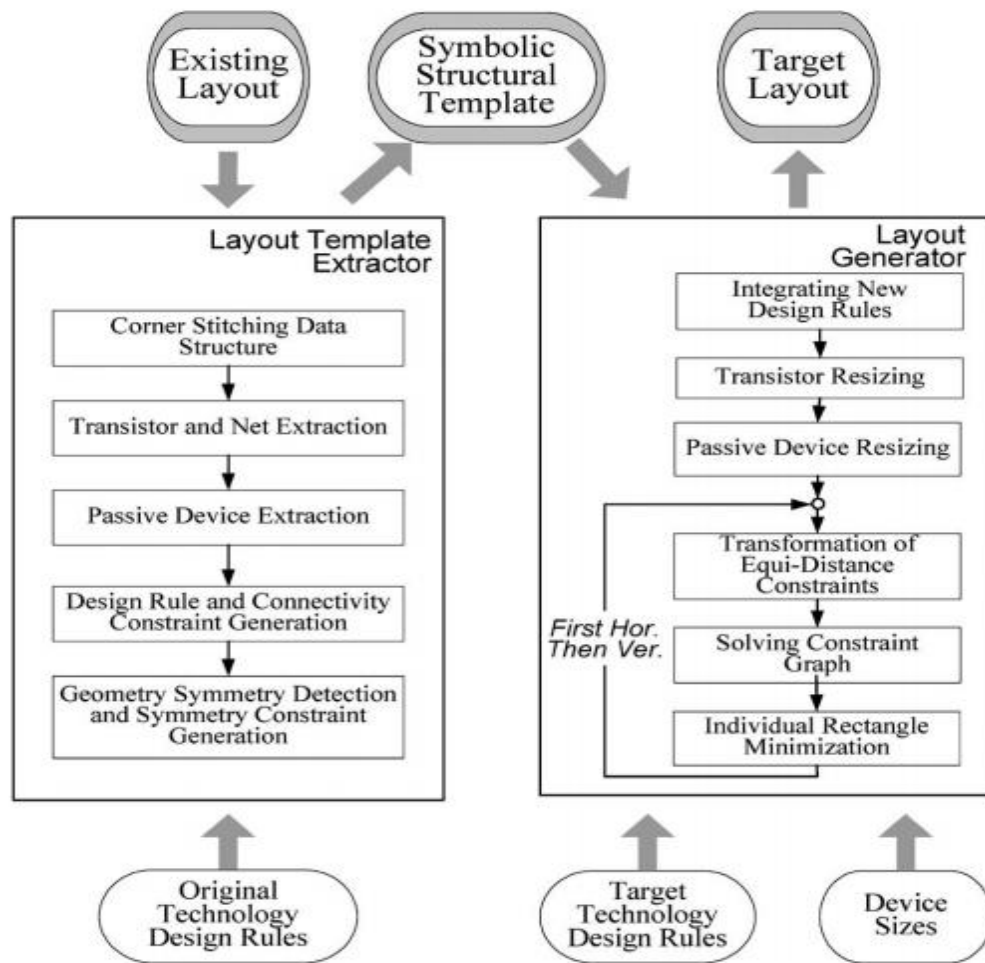 Existing
Layout
Symbolic
Structural
Template
Target
Layout
Layout Template
Extractor
Corner Stitching Data
Structure
Transistor and Net Extraction
Passive Device Extraction
Design Rule and Connectivity
Constraint Generation
Geometry Symmetry Detection
and Symmetry Constraint
Generation
Layout
Generator
Integrating New
Design Rules
Transistor Resizing
Passive Device Resizing
Transformation of
Equi-Distance
Constraints
First Hor.
Then Ver.
Solving Constraint
Graph
Individual Rectangle
Minimization
Original
Technology
Design Rules
Target
Technology
Design Rules
Device
Sizes